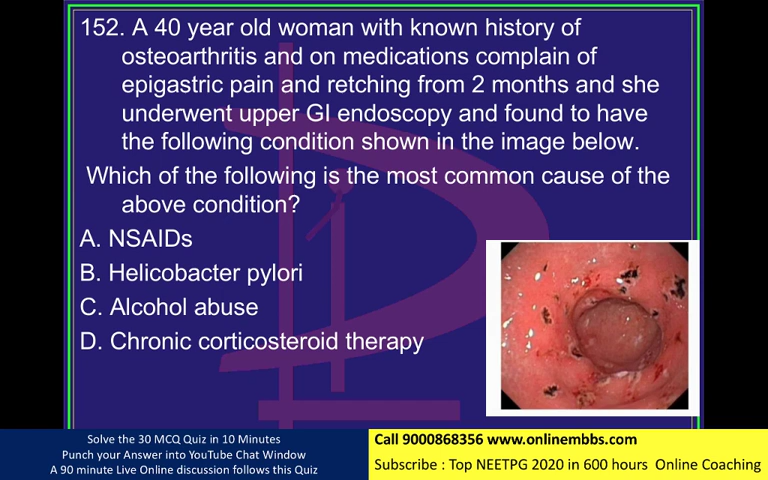 152. A 40 year old woman with known history of
osteoarthritis and on medications complain of
epigastric pain and retching from 2 months and she
underwent upper GI endoscopy and found to have
the following condition shown in the image below.
Which of the following is the most common cause of the
above condition?
A. NSAIDs
B. Helicobacter pylori
C. Alcohol abuse
D. Chronic corticosteroid therapy
Solve the 30 MCQ Quiz in 10 Minutes
Punch your Answer into YouTube Chat Window
A 90 minute Live Online discussion follows this Quiz
Call 9000868356 www.onlinembbs.com
Subscribe : Top NEETPG 2020 in 600 hours Online Coaching